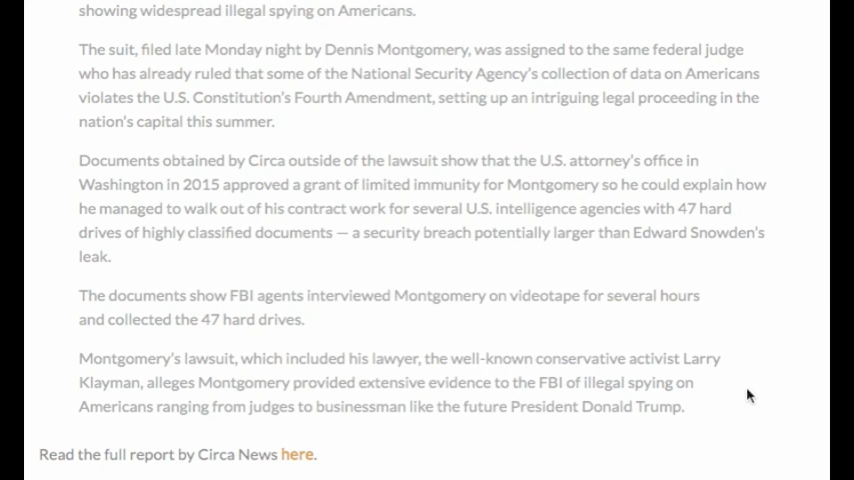 showing widespread illegal spying on Americans.
The suit, filed late Monday night by Dennis Montgomery, was assigned to the same federal judge
who has already ruled that some of the National Security Agency's collection of data on Americans
violates the U.S. Constitution's Fourth Amendment, setting up an intriguing legal proceeding in the
nation's capital this summer.
Documents obtained by Circa outside of the lawsuit show that the U.S. attorney's office in
Washington in 2015 approved a grant of limited immunity for Montgomery so he could explain how
he managed to walk out of his contract work for several U.S. intelligence agencies with 47 hard
drives of highly classified documents — a security breach potentially larger than Edward Snowden's
leak.
The documents show FBI agents interviewed Montgomery on videotape for several hours
and collected the 47 hard drives.
Montgomery's lawsuit, which included his lawyer, the well-known conservative activist Larry
Klayman, alleges Montgomery provided extensive evidence to the FBI of illegal spying on
Americans ranging from judges to businessman like the future President Donald Trump.
Read the full report by Circa News here.